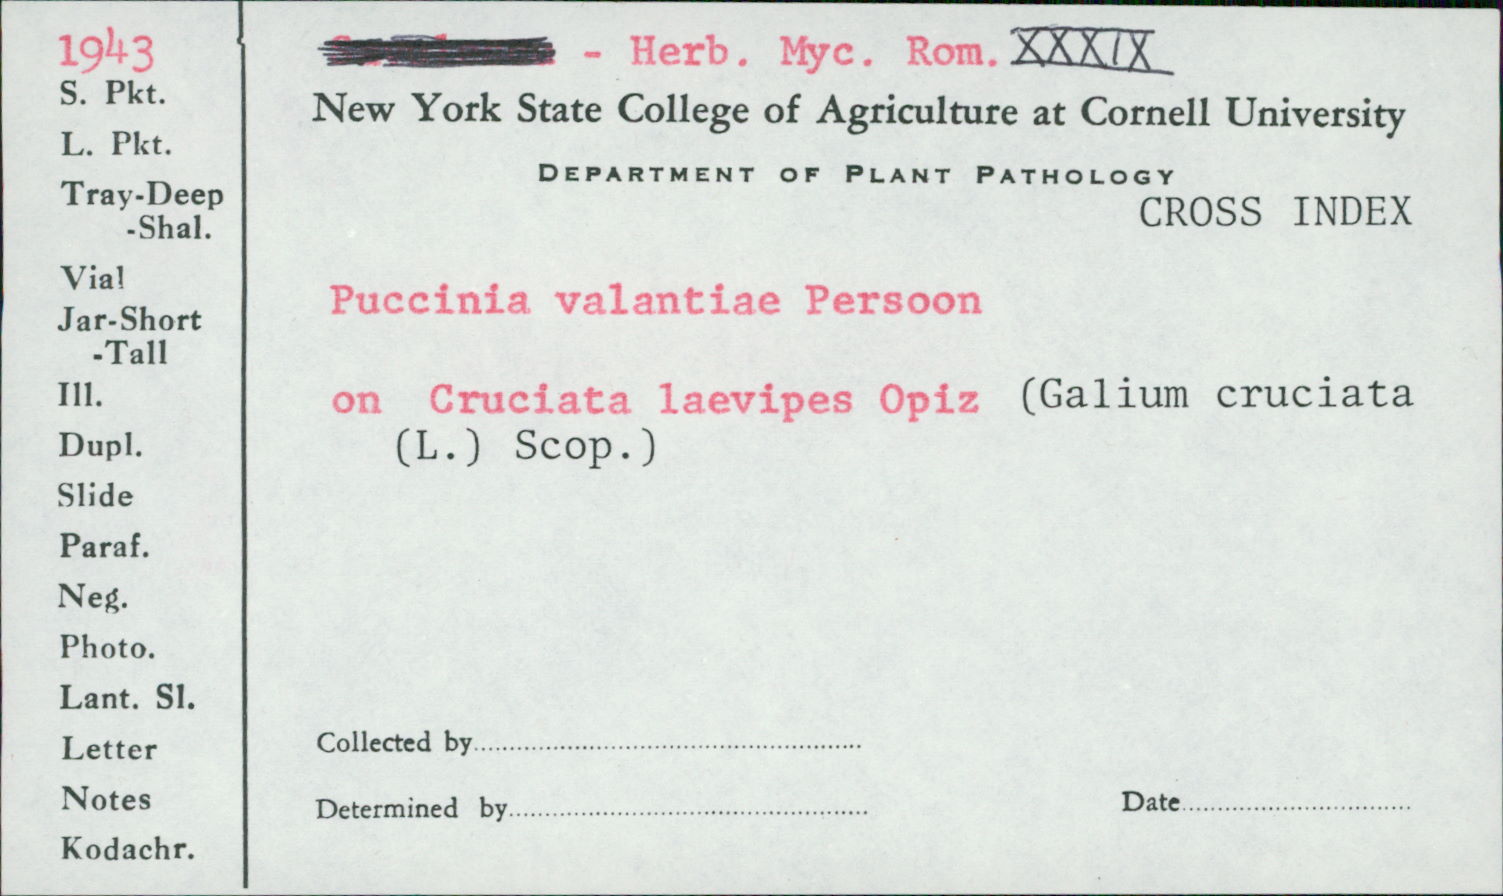 1943
S. Pkt.
L. Pkt.
Tray-Deep
-Shal.
Vial
Jar-Short
-Tall
Ill.
Dupl.
Slide
Paraf.
Neg.
Photo.
Lant. Sl.
Letter
Notes
Kodachr.
- Herb. Myc. Rom. XXXIX
New York State College of Agriculture at Cornell University
DEPARTMENT OF PLANT PATHOLOGY
CROSS INDEX
Puccinia valantiae Persoon
on Cruciata laevipes Opiz (Galium cruciata
(L.) Scop.)
Collected by
Determined by
Date